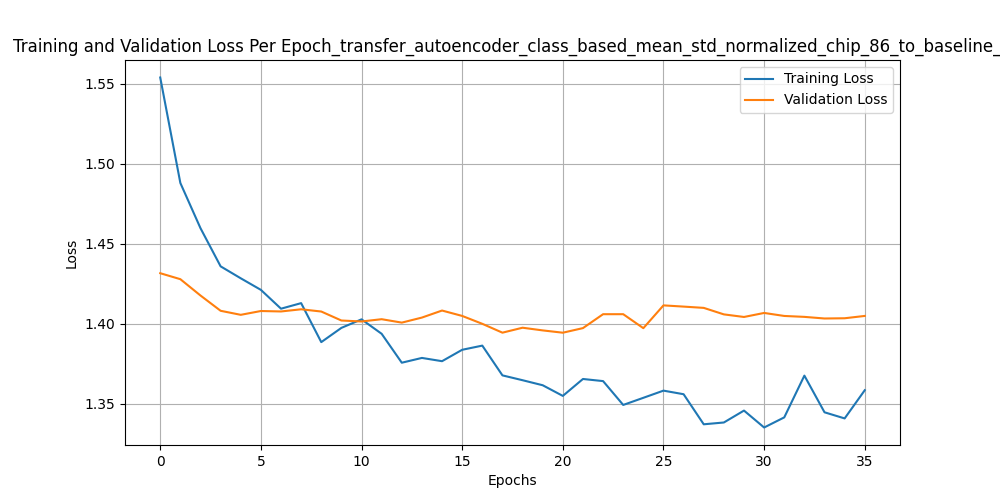 Training and Validation Loss Per Epoch_transfer_autoencoder_class_based_mean_std_normalized_chip_86_to_baseline_
Training Loss
Validation Loss
1.55
1.50
1.45
1.40
1.35
Loss
0 5 10 15 20 25 30 35
Epochs